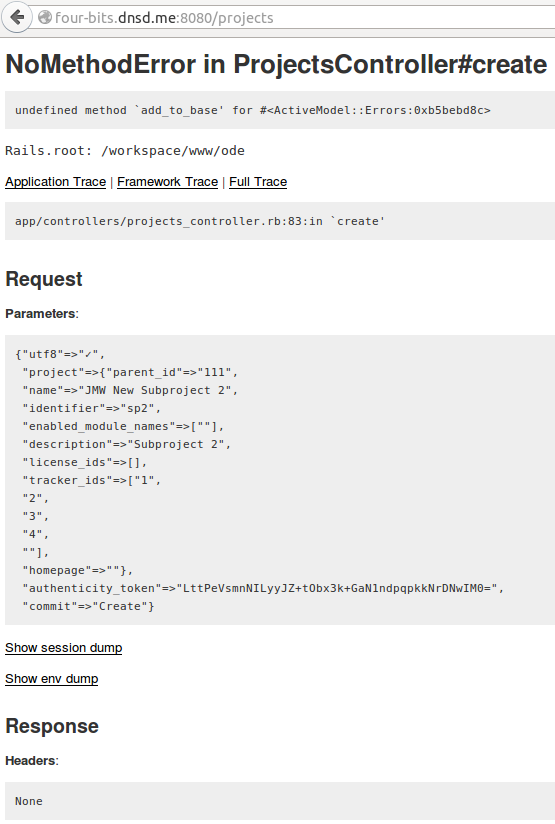 four-bits.dnsd.me:8080/projects
NoMethodError in ProjectsController#create
undefined method `add_to_base' for #<ActiveModel::Errors:0xb5bebd8c>
Rails.root: /workspace/www/ode
Application Trace | Framework Trace | Full Trace
app/controllers/projects_controller.rb:83:in `create'
Request
Parameters:
{"utf8"=>"✓",
"project"=>{"parent_id"=>"111",
"name"=>"JMW New Subproject 2",
"identifier"=>"sp2",
"enabled_module_names"=>[""],
"description"=>"Subproject 2",
"license_ids"=>[],
"tracker_ids"=>["1",
"2",
"3",
"4",
""],
"homepage"=>""},
"authenticity_token"=>"LttPeVsmnNILyyJZ+tObx3k+GaN1ndpqpkkNrDNwIM0=",
"commit"=>"Create"}
Show session dump
Show env dump
Response
Headers:
None